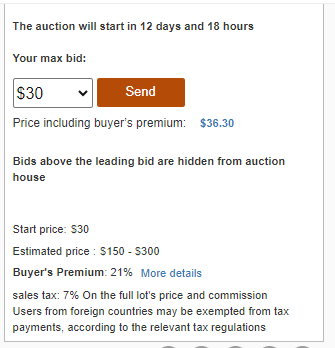 The auction will start in 12 days and 18 hours
Your max bid:
$30
Send
Price including buyer's premium: $36.30
Bids above the leading bid are hidden from auction
house
Start price: $30
Estimated price : $150 - $300
Buyer's Premium: 21% More details
sales tax: 7% On the full lot's price and commission
Users from foreign countries may be exempted from tax
payments, according to the relevant tax regulations